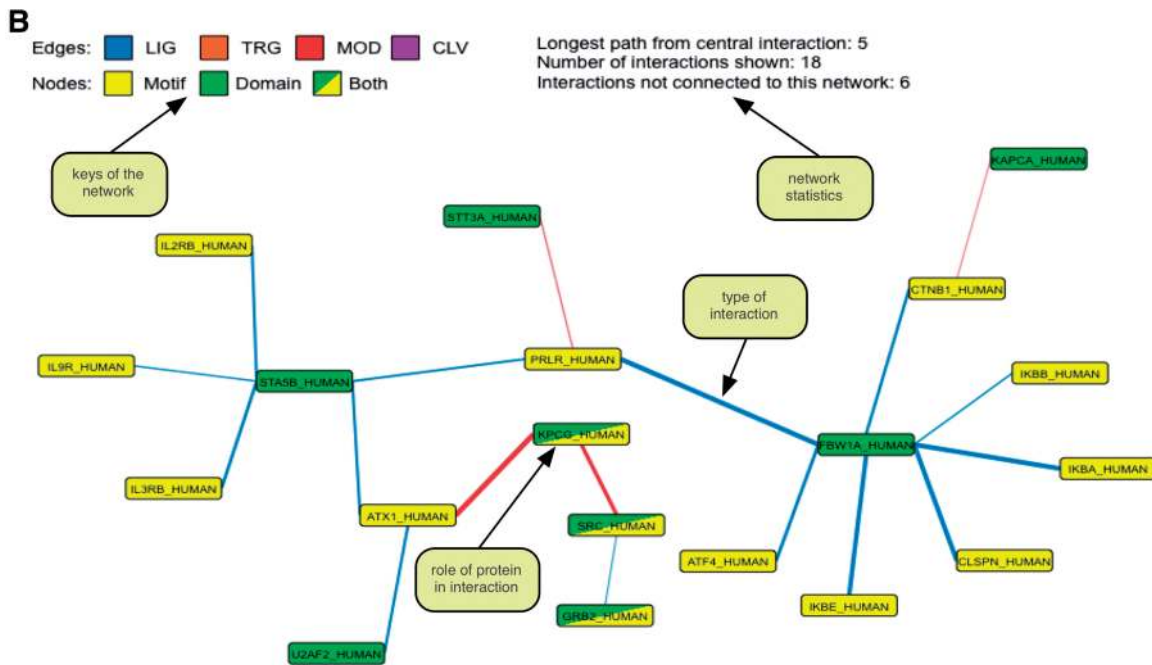 B
Edges: LIG TRG MOD CLV
Nodes: Motif Domain Both
Longest path from central interaction: 5
Number of interactions shown: 18
Interactions not connected to this network: 6
keys of the
network
network
statistics
KAPCA_HUMAN
STT3A_HUMAN
IL2RB_HUMAN
CTNB1_HUMAN
type of
interaction
PRLR_HUMAN
IL9R_HUMAN
STA5B_HUMAN
IKBB_HUMAN
KPCG_HUMAN
FBW1A_HUMAN
IKBA_HUMAN
IL3RB_HUMAN
ATX1_HUMAN
SRC_HUMAN
ATF4_HUMAN
CLSPN_HUMAN
role of protein
in interaction
IKBE_HUMAN
GRB2_HUMAN
U2AF2_HUMAN